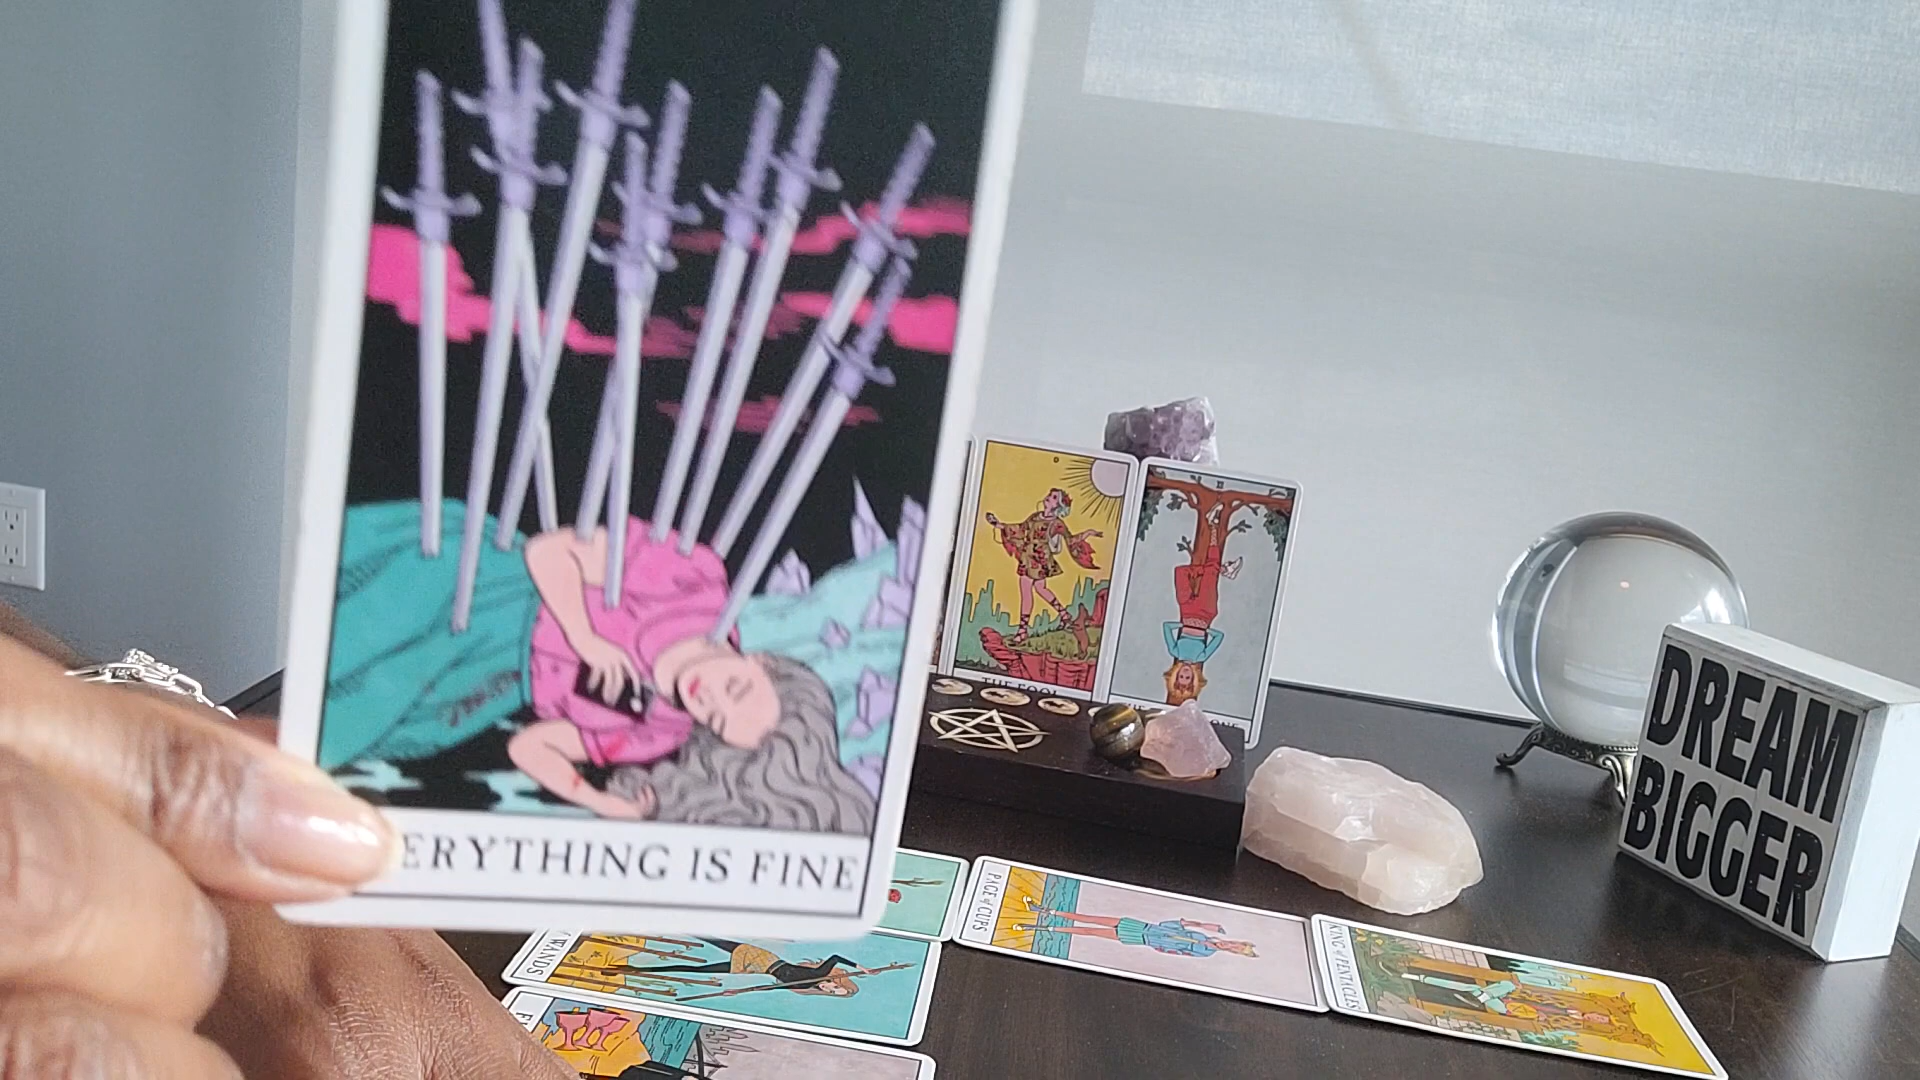 ERYTHING IS FINE
THE FOOL
DREAM
BIGGER
PAGE of CUPS
KING of PENTACLES
WANDS